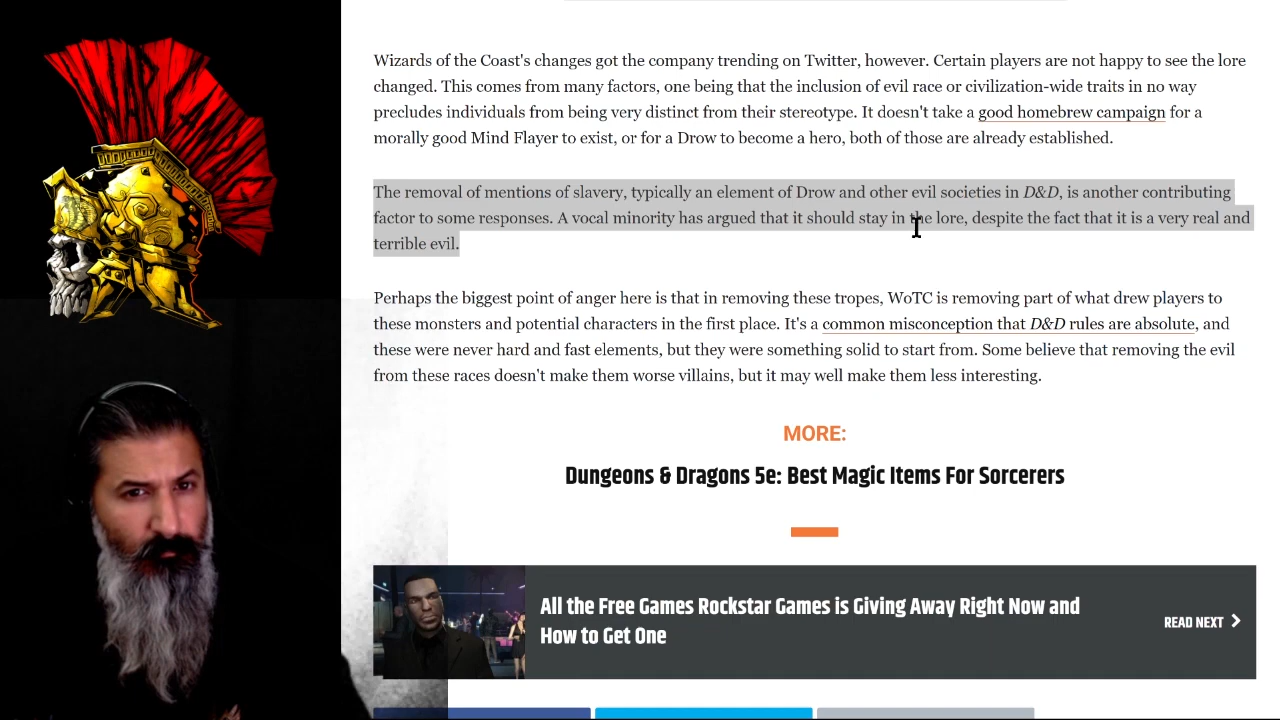 Wizards of the Coast's changes got the company trending on Twitter, however. Certain players are not happy to see the lore
changed. This comes from many factors, one being that the inclusion of evil race or civilization-wide traits in no way
precludes individuals from being very distinct from their stereotype. It doesn't take a good homebrew campaign for a
morally good Mind Flayer to exist, or for a Drow to become a hero, both of those are already established.
The removal of mentions of slavery, typically an element of Drow and other evil societies in D&D, is another contributing
factor to some responses. A vocal minority has argued that it should stay in the lore, despite the fact that it is a very real and
terrible evil.
Perhaps the biggest point of anger here is that in removing these tropes, WoTC is removing part of what drew players to
these monsters and potential characters in the first place. It's a common misconception that D&D rules are absolute, and
these were never hard and fast elements, but they were something solid to start from. Some believe that removing the evil
from these races doesn't make them worse villains, but it may well make them less interesting.
MORE:
Dungeons & Dragons 5e: Best Magic Items For Sorcerers
All the Free Games Rockstar Games is Giving Away Right Now and
How to Get One
READ NEXT